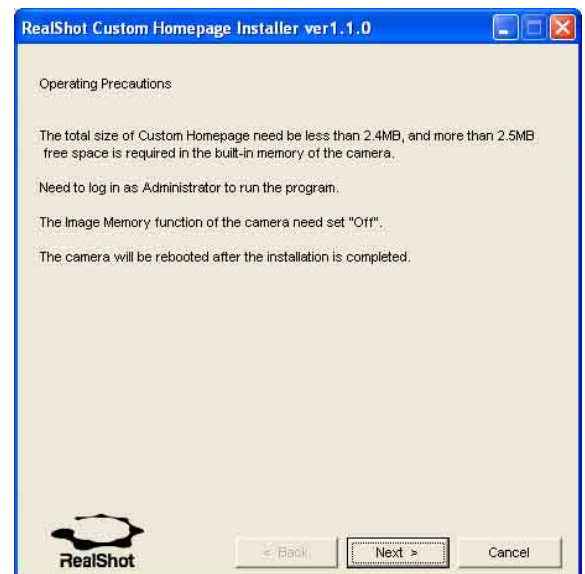 RealShot Custom Homepage Installer ver1.1.0
Operating Precautions
The total size of Custom Homepage need be less than 2.4MB, and more than 2.5MB
free space is required in the built-in memory of the camera.
Need to log in as Administrator to run the program.
The Image Memory function of the camera need set "Off".
The camera will be rebooted after the installation is completed.
RealShot
< Back
Next >
Cancel